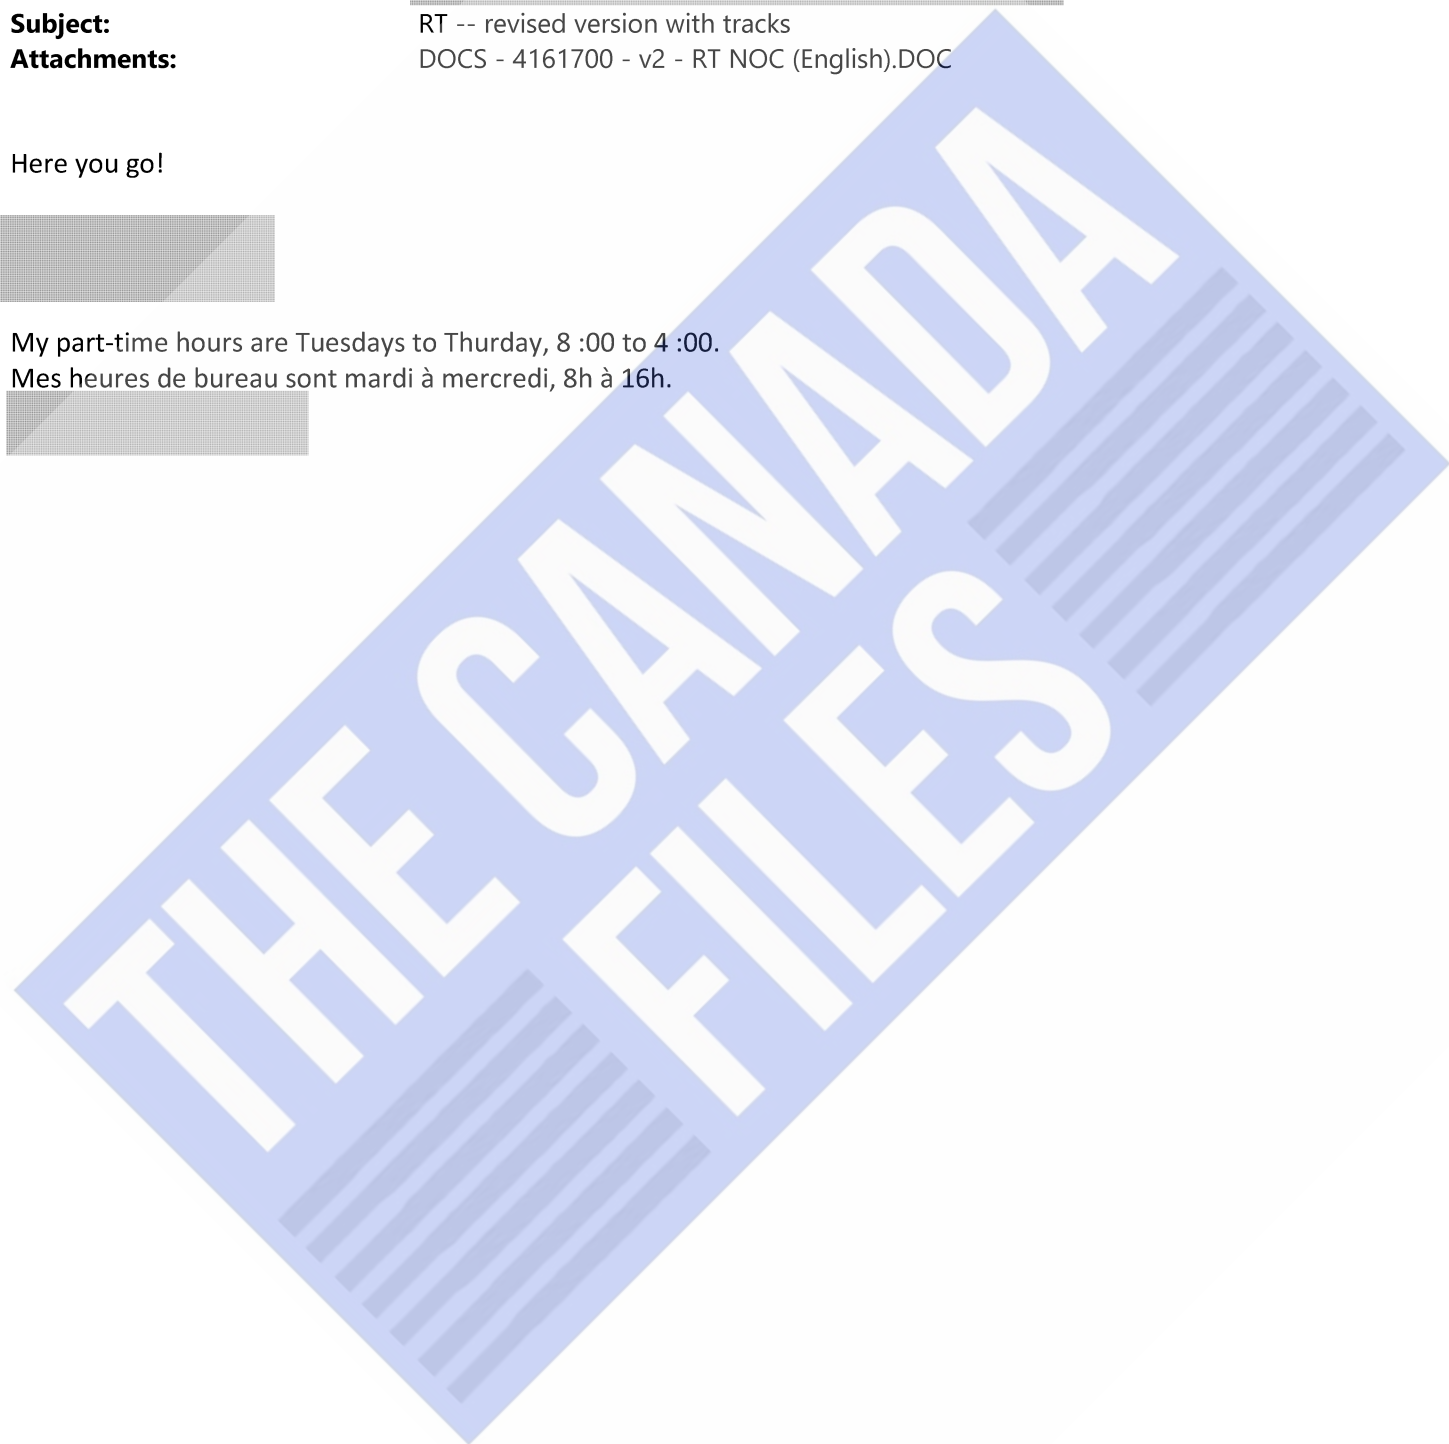 Subject: RT -- revised version with tracks
Attachments: DOCS - 4161700 - v2 - RT NOC (English).DOC
Here you go!
My part-time hours are Tuesdays to Thurday, 8 :00 to 4 :00.
Mes heures de bureau sont mardi à mercredi, 8h à 16h.
THE CANADA
FILES